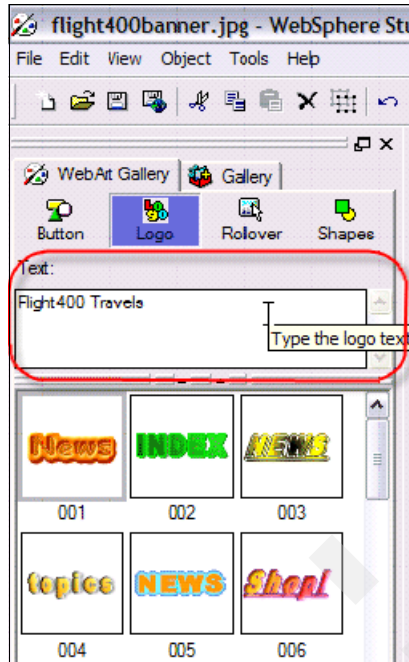 flight400banner.jpg - WebSphere Stu
File Edit View Object Tools Help
WebArt Gallery Gallery
Button Logo Rollover Shapes
Text:
Flight400 Travels
Type the logo text
News INDEX NEWS
001 002 003
topics NEWS Shop!
004 005 006